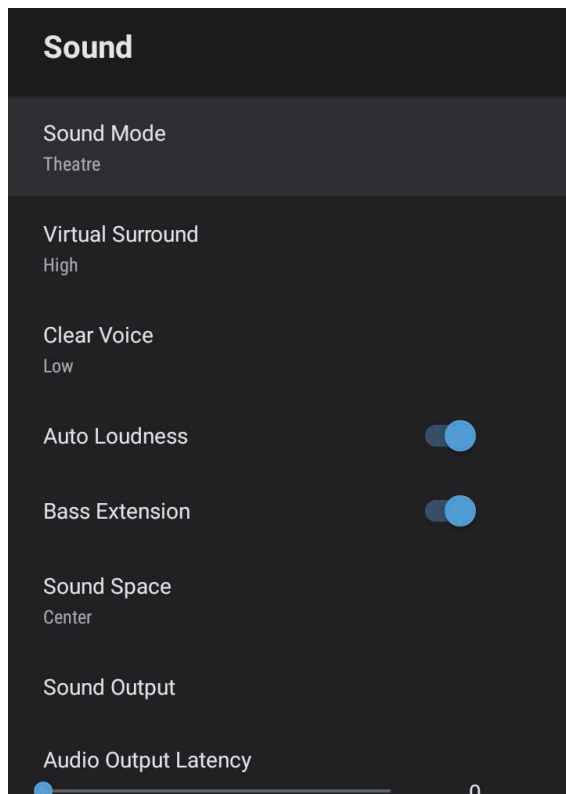 Sound
Sound Mode
Theatre
Virtual Surround
High
Clear Voice
Low
Auto Loudness
Bass Extension
Sound Space
Center
Sound Output
Audio Output Latency
0